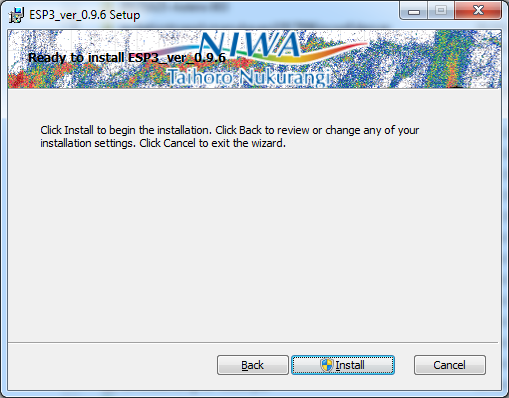 ESP3_ver_0.9.6 Setup
NIWA
Ready to install ESP3_ver_0.9.6
Taihoro Nukurangi
Click Install to begin the installation. Click Back to review or change any of your
installation settings. Click Cancel to exit the wizard.
Back
Install
Cancel